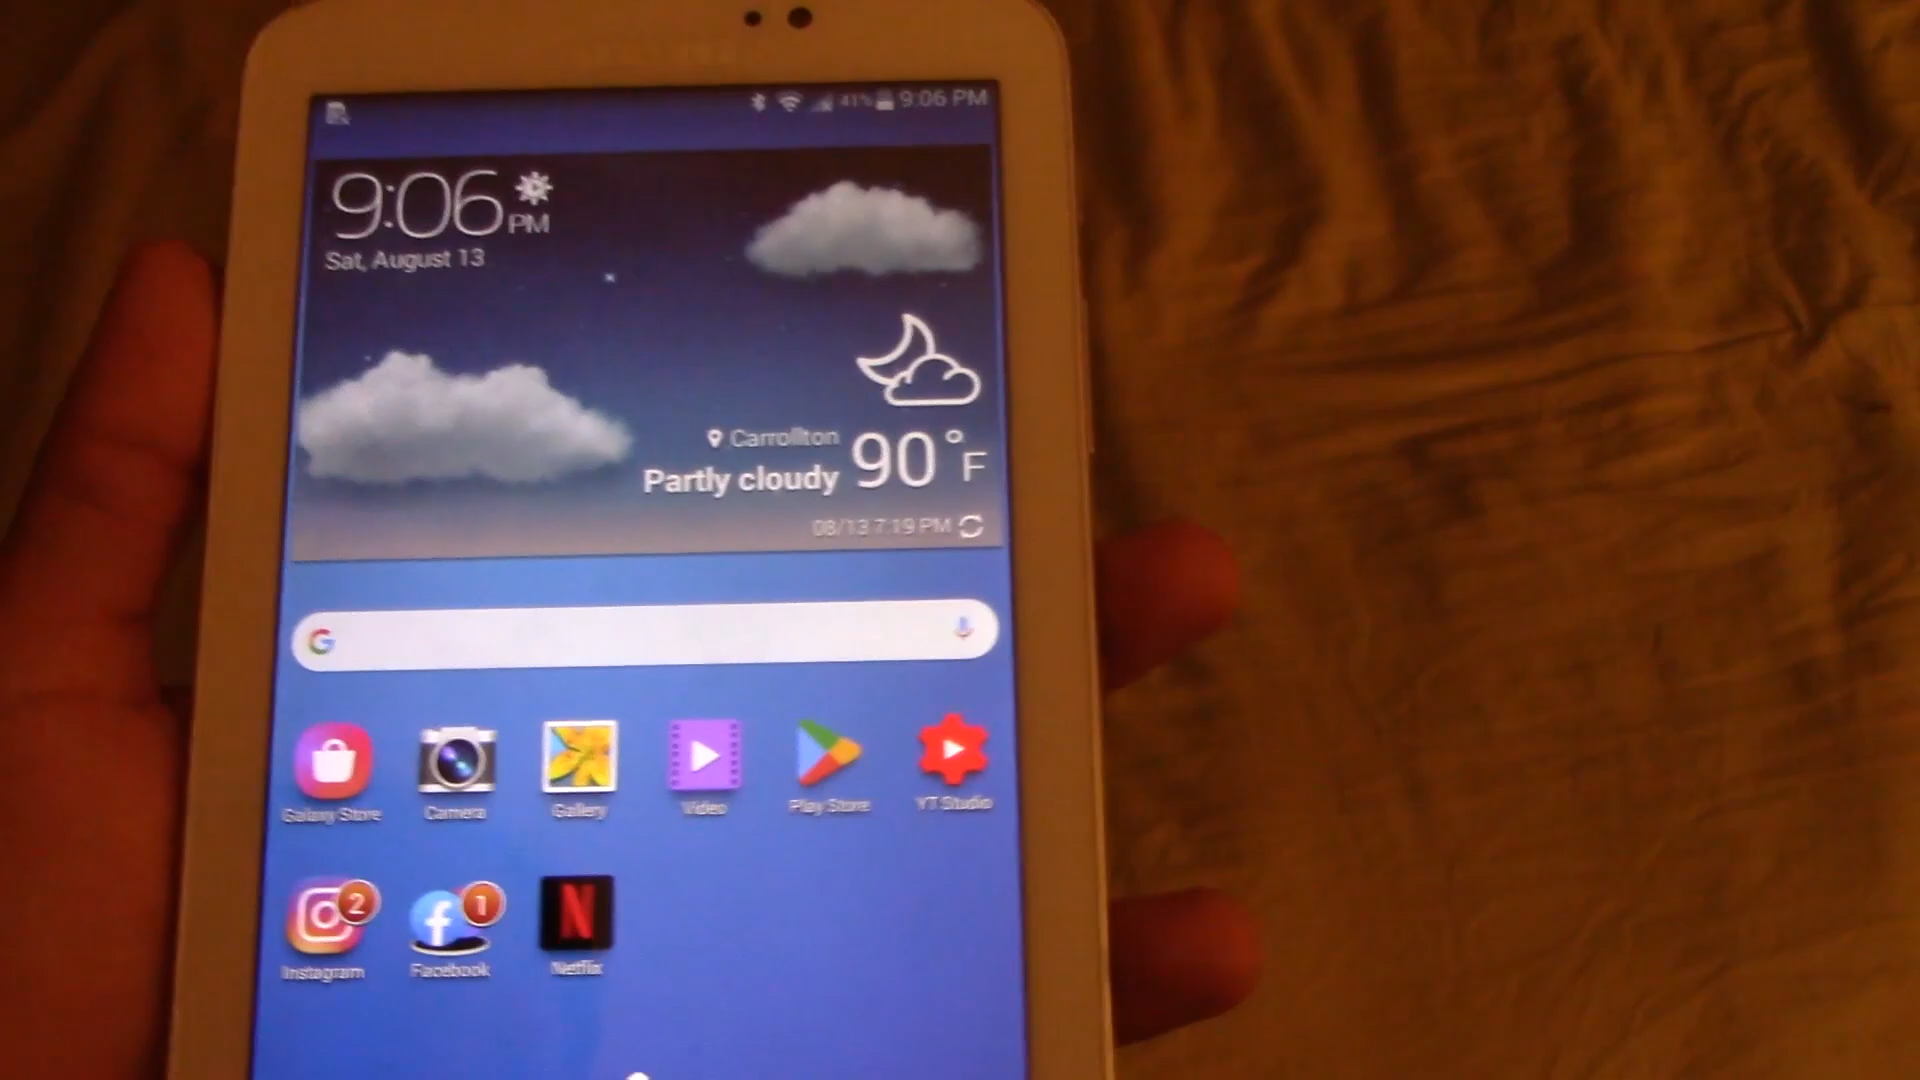 41% 9:06 PM
9:06 PM
Sat, August 13
Carrollton
Partly cloudy 90°F
08/13 7:19 PM
G
Galaxy Store Camera Gallery Video Play Store YT Studio
2 f 1 N
Instagram Facebook Netflix